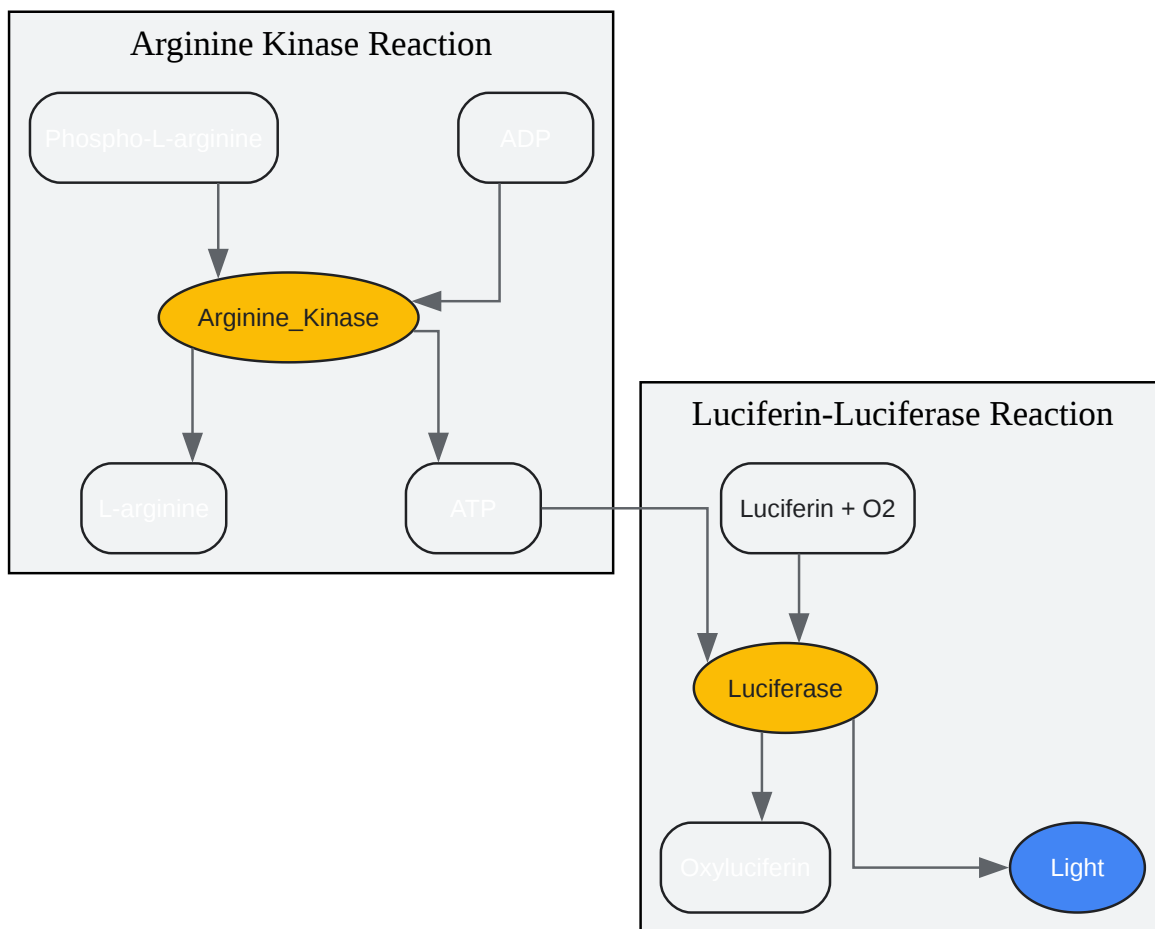 Arginine Kinase Reaction
Phospho-L-arginine
ADP
Arginine_Kinase
L-arginine
ATP
Luciferin-Luciferase Reaction
Luciferin + O2
Luciferase
Oxyluciferin
Light